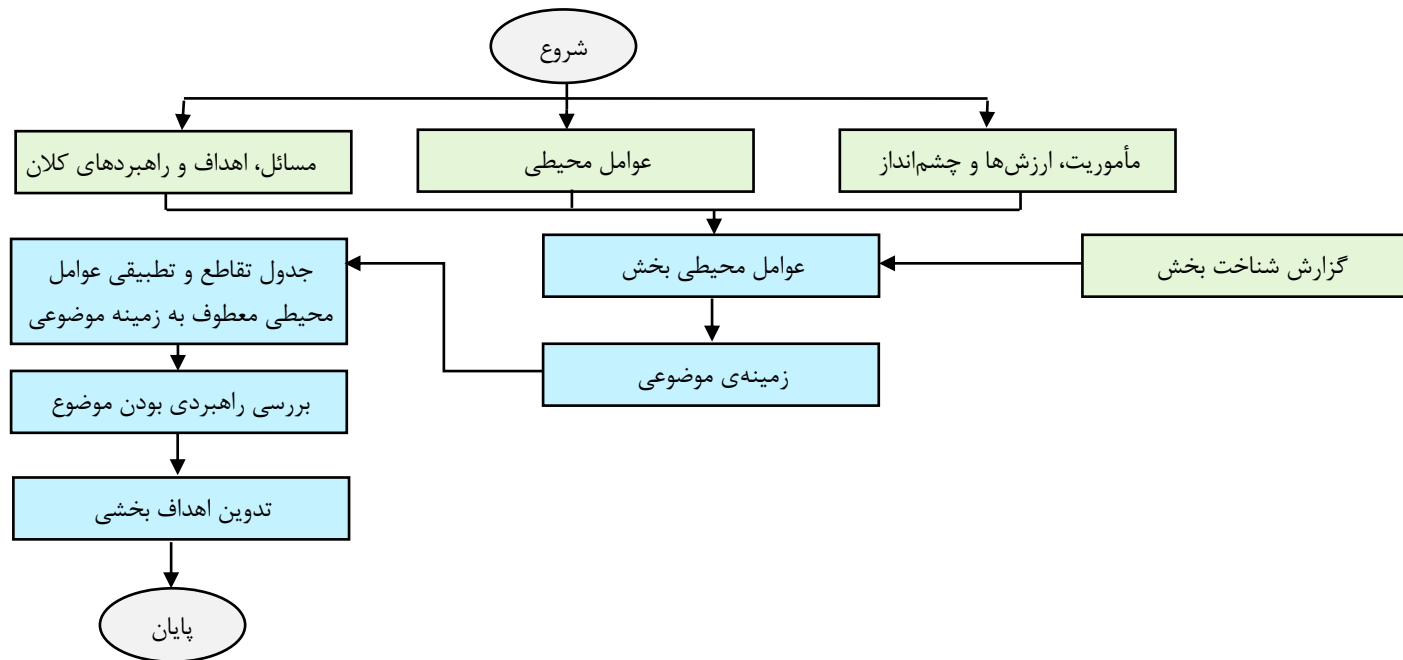 شروع
مأموریت، ارزش‌ها و چشم‌انداز
عوامل محیطی
مسائل، اهداف و راهبردهای کلان
گزارش شناخت بخش
عوامل محیطی بخش
جدول تقاطع و تطبیقی عوامل
محیطی معطوف به زمینه موضوعی
زمینه‌ی موضوعی
بررسی راهبردی بودن موضوع
تدوین اهداف بخشی
پایان